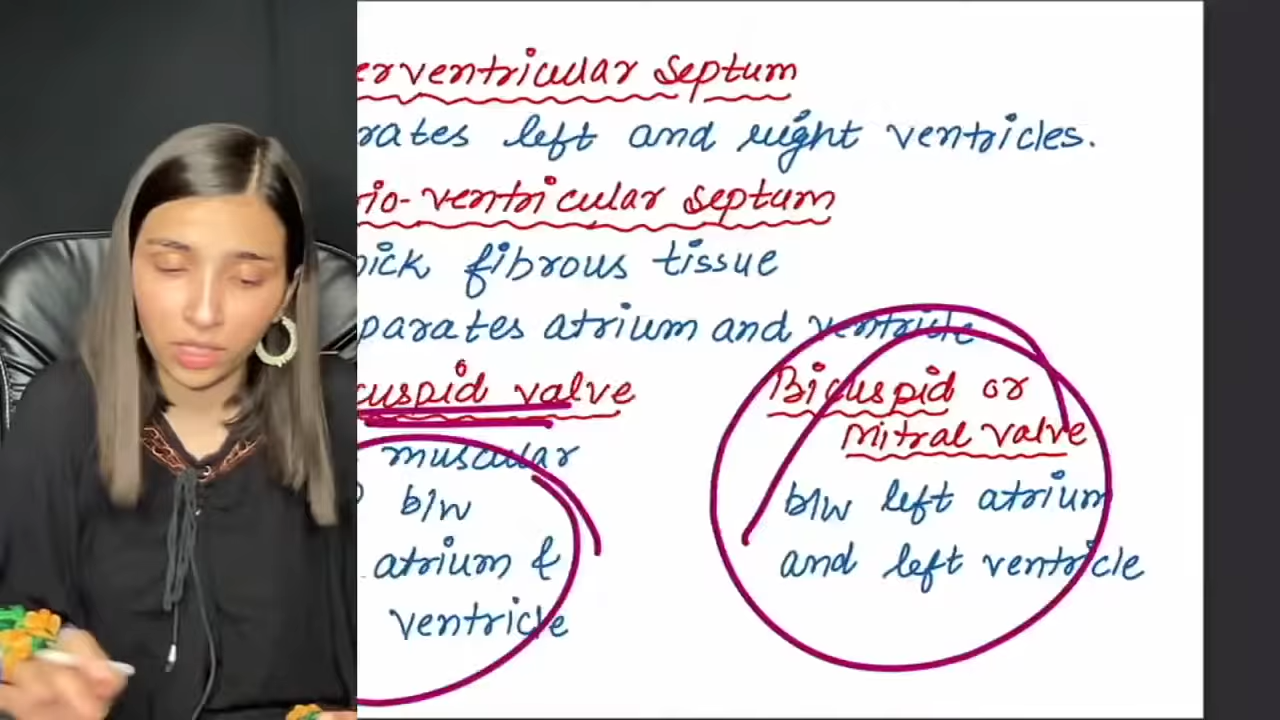 erventricular Septum
rates left and right ventricles.
io-ventricular septum
ick fibrous tissue
parates atrium and ventricle
cuspid valve
muscular
b/w
atrium &
ventricle
Bicuspid or
Mitral valve
b/w left atrium
and left ventricle